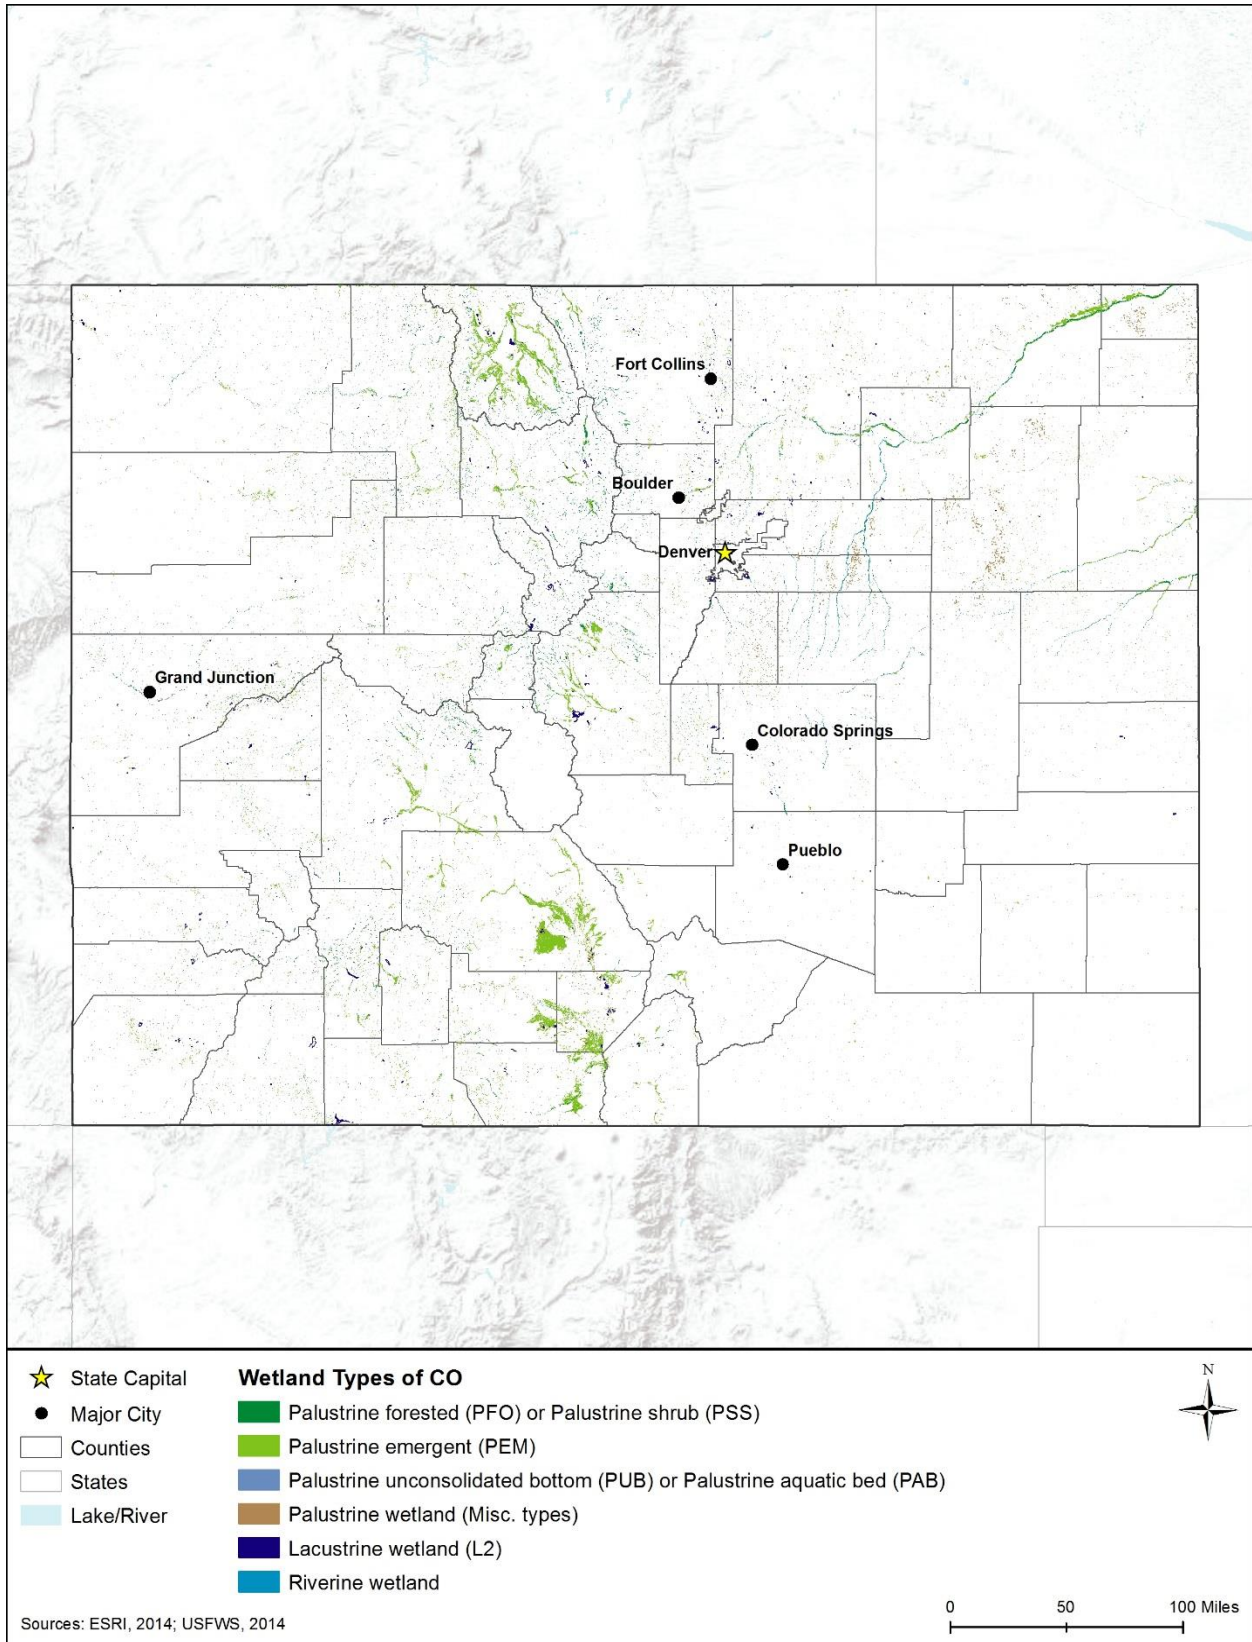 Fort Collins
Boulder
Denver
Grand Junction
Colorado Springs
Pueblo
State Capital
Major City
Counties
States
Lake/River
Wetland Types of CO
Palustrine forested (PFO) or Palustrine shrub (PSS)
Palustrine emergent (PEM)
Palustrine unconsolidated bottom (PUB) or Palustrine aquatic bed (PAB)
Palustrine wetland (Misc. types)
Lacustrine wetland (L2)
Riverine wetland
N
0 50 100 Miles
Sources: ESRI, 2014; USFWS, 2014